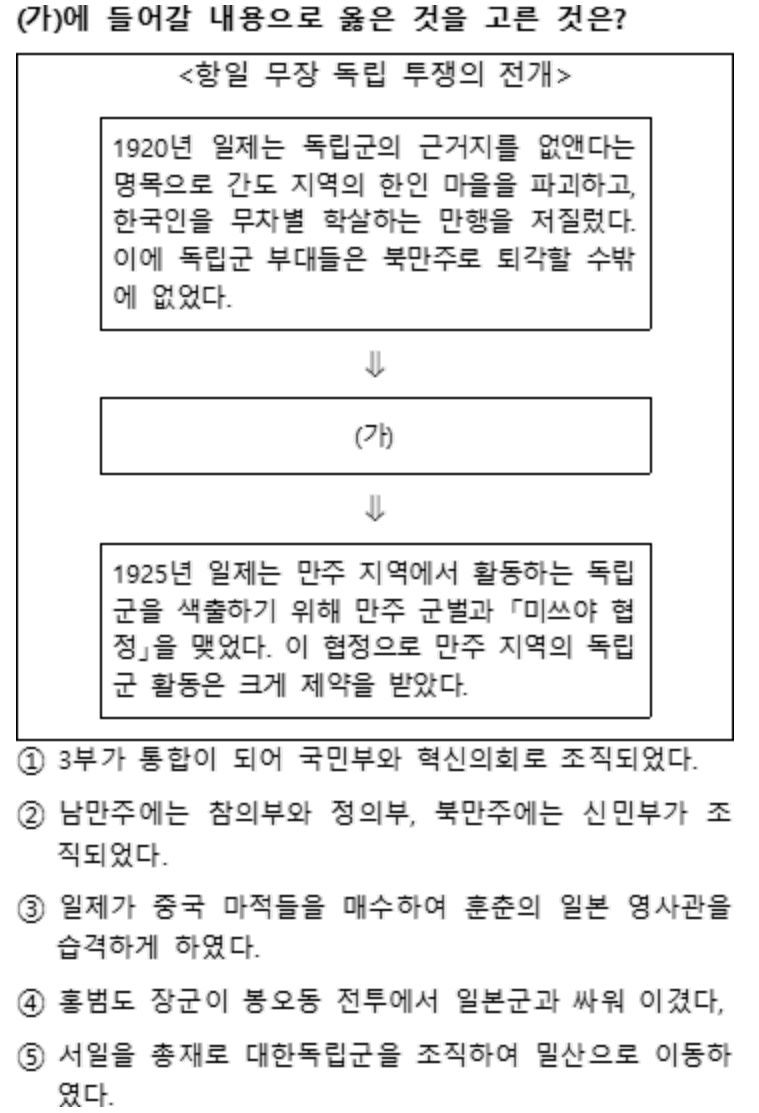 (가)에 들어갈 내용으로 옳은 것을 고른 것은?
<항일 무장 독립 투쟁의 전개>
1920년 일제는 독립군의 근거지를 없앤다는
명목으로 간도 지역의 한인 마을을 파괴하고,
한국인을 무차별 학살하는 만행을 저질렀다.
이에 독립군 부대들은 북만주로 퇴각할 수밖
에 없었다.
⇓
(가)
⇓
1925년 일제는 만주 지역에서 활동하는 독립
군을 색출하기 위해 만주 군벌과 「미쓰야 협
정」을 맺었다. 이 협정으로 만주 지역의 독립
군 활동은 크게 제약을 받았다.
① 3부가 통합이 되어 국민부와 혁신의회로 조직되었다.
② 남만주에는 참의부와 정의부, 북만주에는 신민부가 조
직되었다.
③ 일제가 중국 마적들을 매수하여 훈춘의 일본 영사관을
습격하게 하였다.
④ 홍범도 장군이 봉오동 전투에서 일본군과 싸워 이겼다,
⑤ 서일을 총재로 대한독립군을 조직하여 밀산으로 이동하
였다.